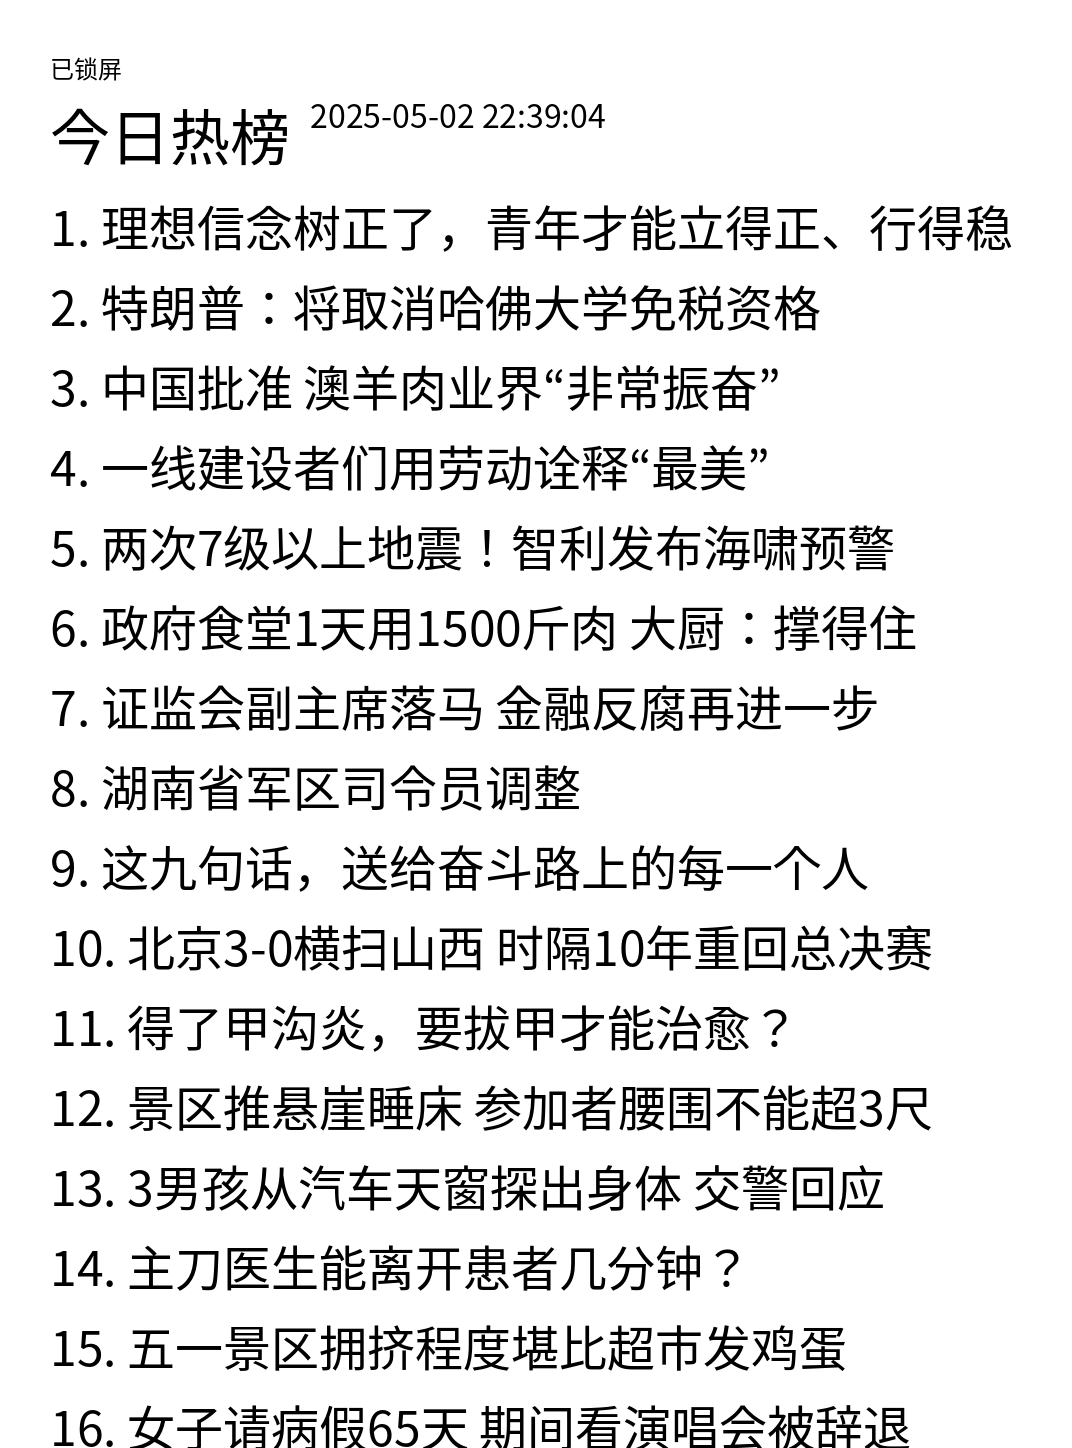 已锁屏
今日热榜 2025-05-02 22:39:04
1. 理想信念树正了，青年才能立得正、行得稳
2. 特朗普：将取消哈佛大学免税资格
3. 中国批准 澳羊肉业界“非常振奋”
4. 一线建设者们用劳动诠释“最美”
5. 两次7级以上地震！智利发布海啸预警
6. 政府食堂1天用1500斤肉 大厨：撑得住
7. 证监会副主席落马 金融反腐再进一步
8. 湖南省军区司令员调整
9. 这九句话，送给奋斗路上的每一个人
10. 北京3-0横扫山西 时隔10年重回总决赛
11. 得了甲沟炎，要拔甲才能治愈？
12. 景区推悬崖睡床 参加者腰围不能超3尺
13. 3男孩从汽车天窗探出身体 交警回应
14. 主刀医生能离开患者几分钟？
15. 五一景区拥挤程度堪比超市发鸡蛋
16. 女子请病假65天 期间看演唱会被辞退